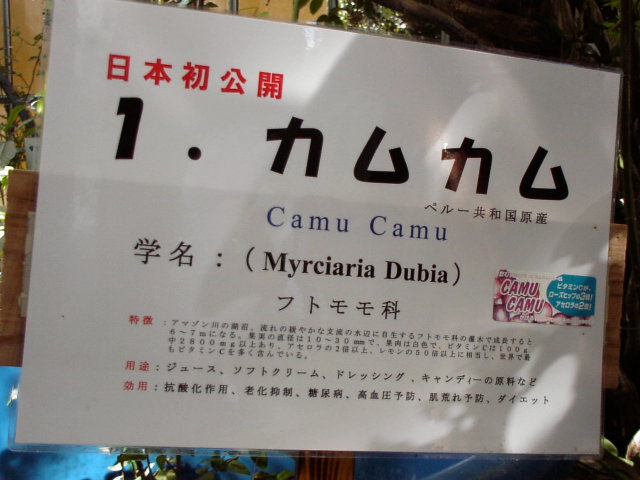 日本初公開
1．カムカム
ペルー共和国原産
Camu Camu
学名：（Myrciaria Dubia）
フトモモ科
CAMU CAMU
ビタミンCが、
ローズヒップの3倍！
アセロラの2倍！
特徴：アマゾン川の湖沼、流れの緩やかな支流の水辺に自生するフトモモ科の灌木で成長すると
6～7mになる。果実の直径は10～30mmで、果肉は白色で、ビタミンCは100g
中2800mg以上あり、アセロラの2倍以上、レモンの50倍以上に相当し、世界で最
もビタミンCを多く含んでいる。
用途：ジュース、ソフトクリーム、ドレッシング、キャンディーの原料など
効用：抗酸化作用、老化抑制、糖尿病、高血圧予防、肌荒れ予防、ダイエット